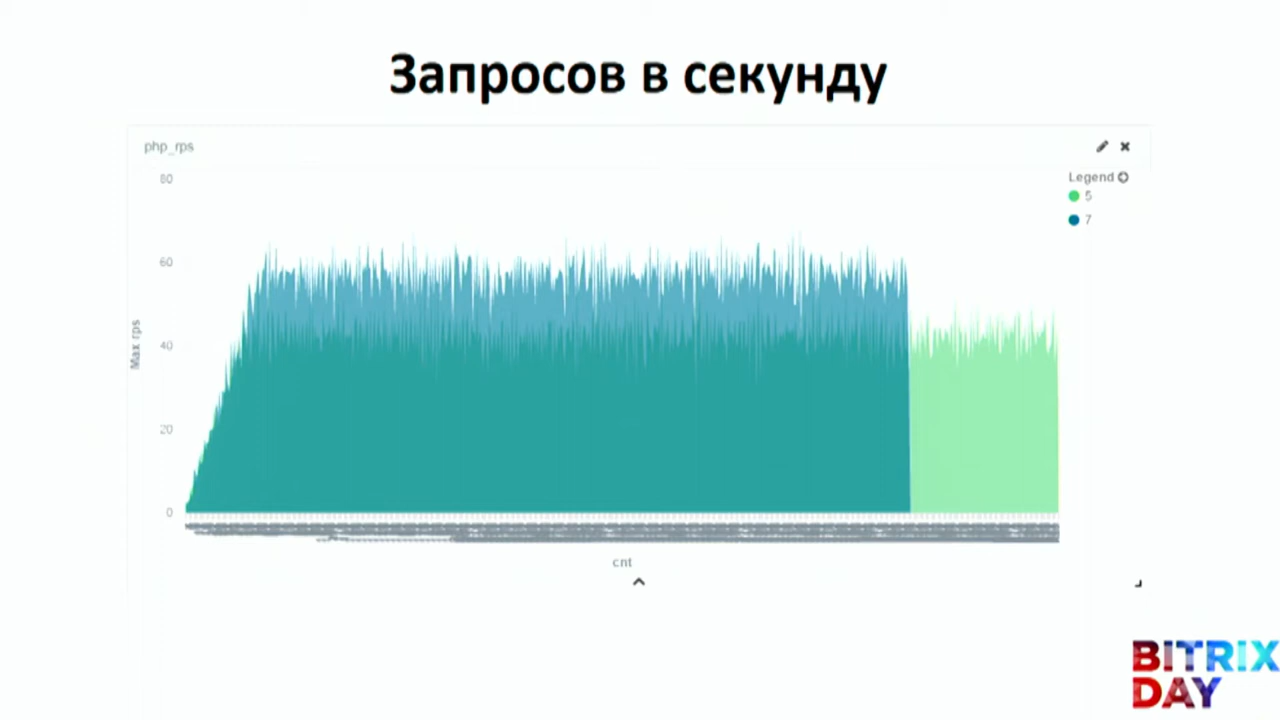 Запросов в секунду
php_rps
Legend
5
7
80
60
40
20
0
Max rps
cnt
BITRIX
DAY